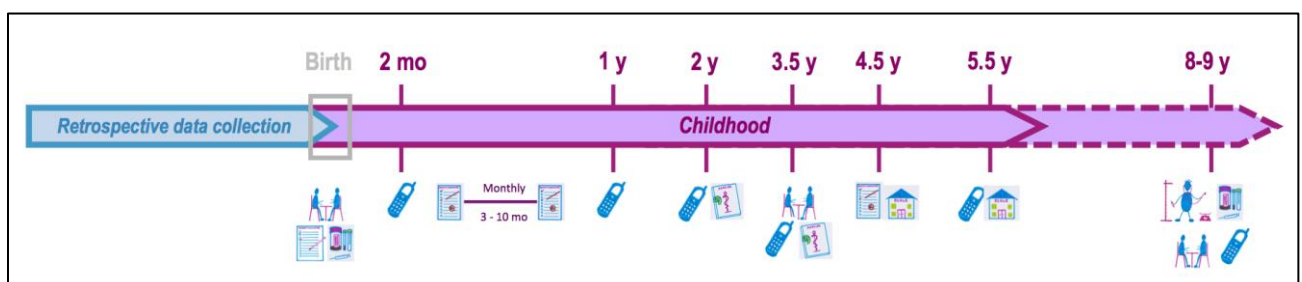 Birth 2 mo 1 y 2 y 3.5 y 4.5 y 5.5 y 8-9 y
Retrospective data collection Childhood
Monthly
3 - 10 mo